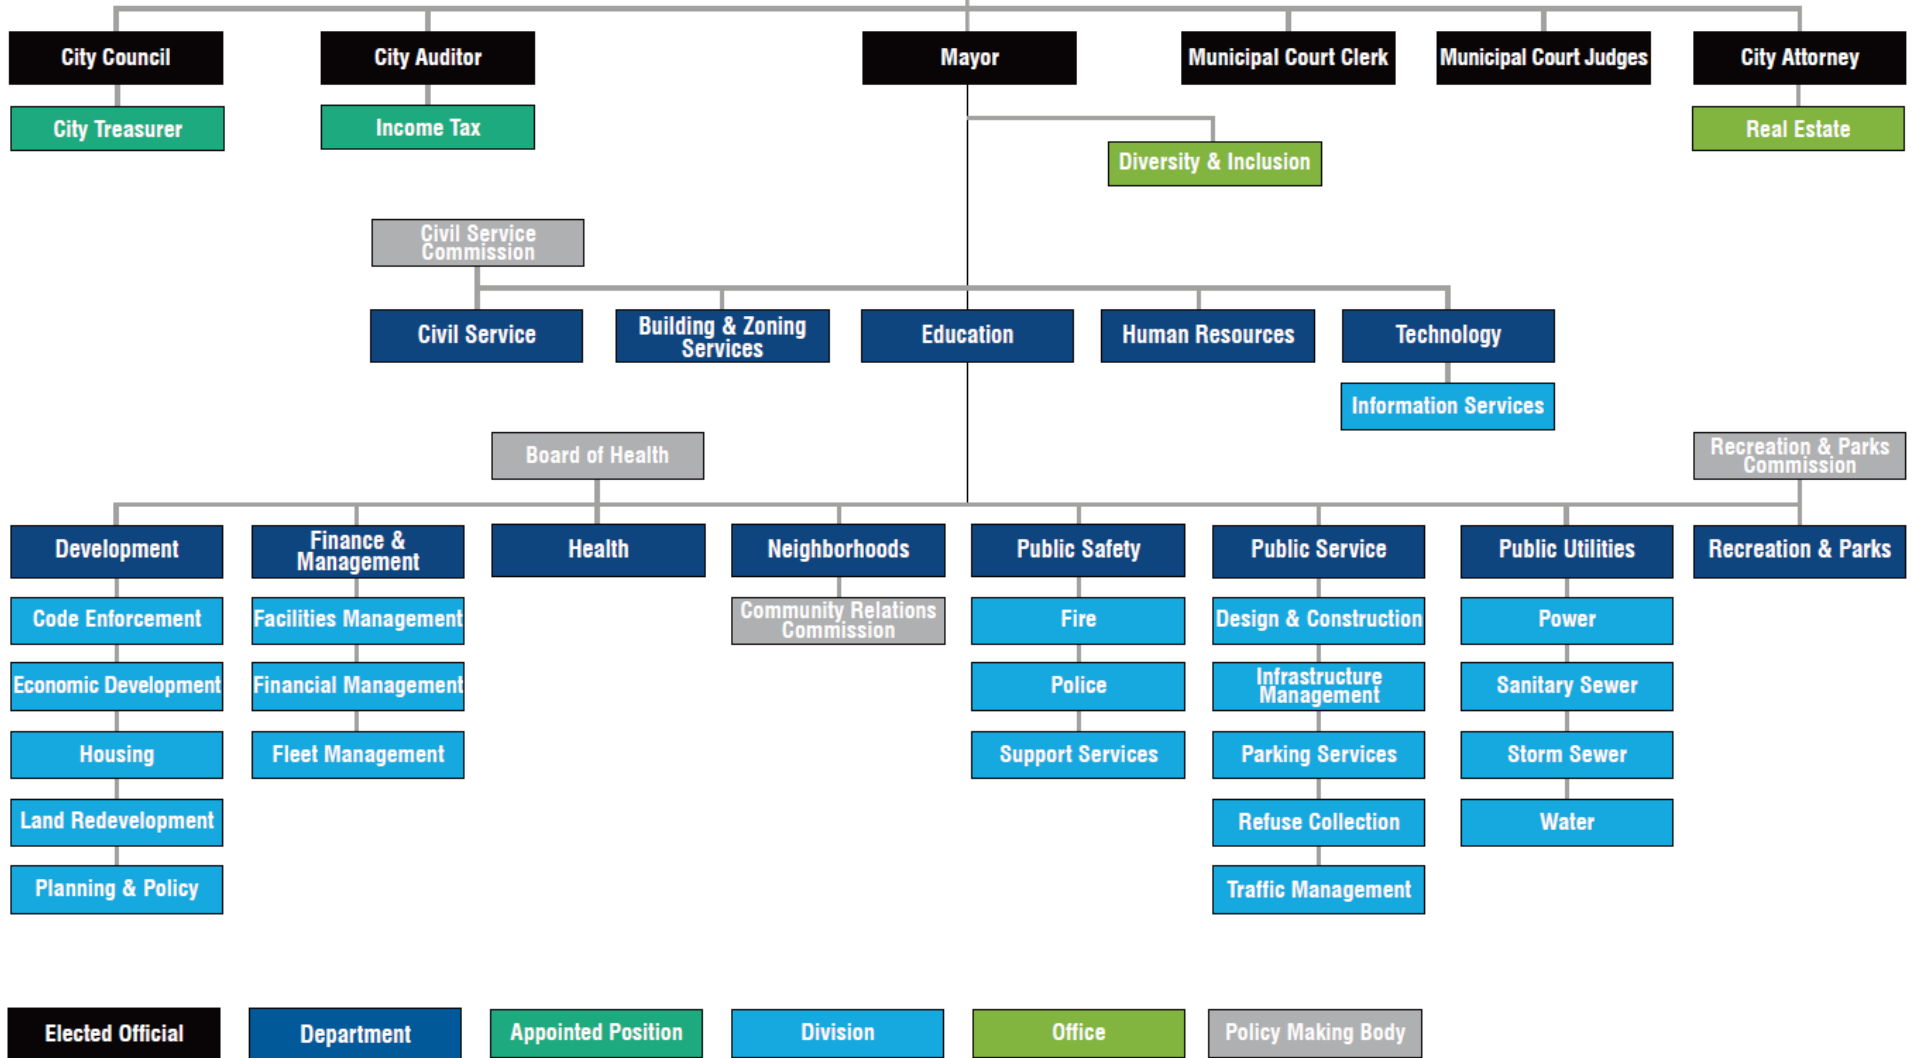 City Council
City Auditor
Mayor
Municipal Court Clerk
Municipal Court Judges
City Attorney
City Treasurer
Income Tax
Real Estate
Diversity & Inclusion
Civil Service
Commission
Civil Service
Building & Zoning
Services
Education
Human Resources
Technology
Information Services
Board of Health
Recreation & Parks
Commission
Development
Finance &
Management
Health
Neighborhoods
Public Safety
Public Service
Public Utilities
Recreation & Parks
Code Enforcement
Facilities Management
Community Relations
Commission
Fire
Design & Construction
Power
Economic Development
Financial Management
Police
Infrastructure
Management
Sanitary Sewer
Housing
Fleet Management
Support Services
Parking Services
Storm Sewer
Land Redevelopment
Refuse Collection
Water
Planning & Policy
Traffic Management
Elected Official
Department
Appointed Position
Division
Office
Policy Making Body